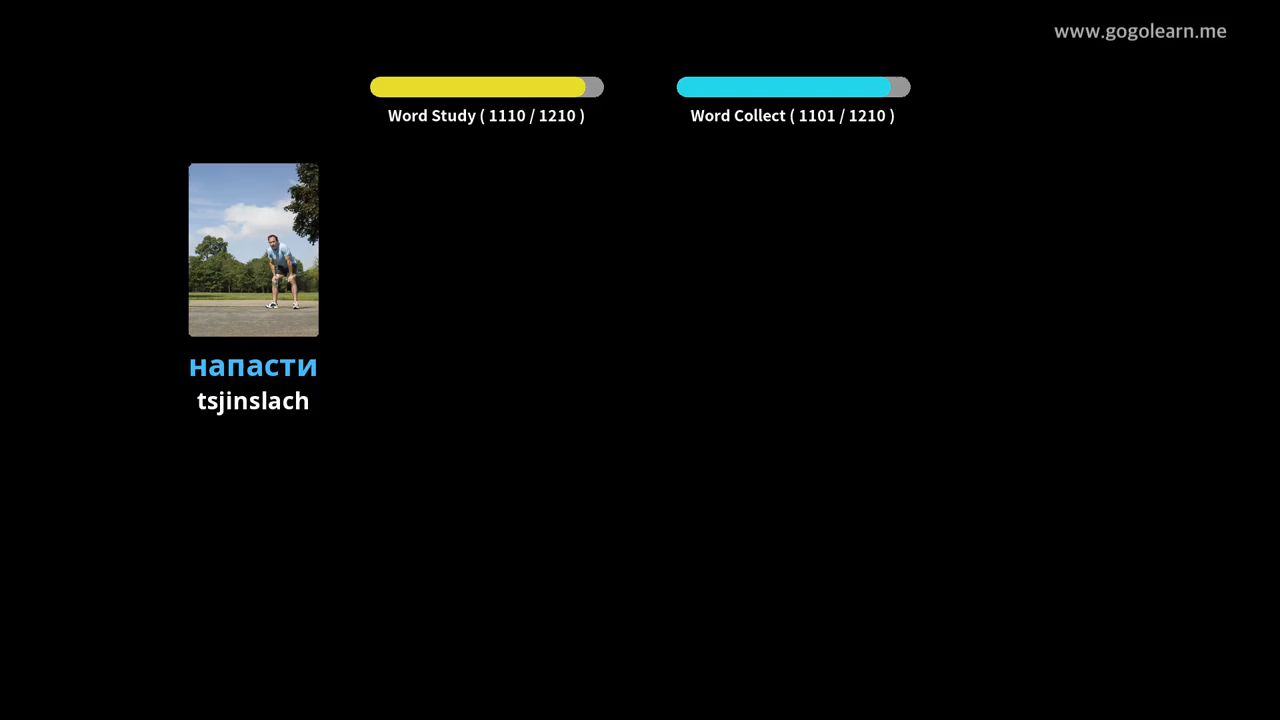 www.gogolearn.me
Word Study ( 1110 / 1210 )
Word Collect ( 1101 / 1210 )
напасти
tsjinslach